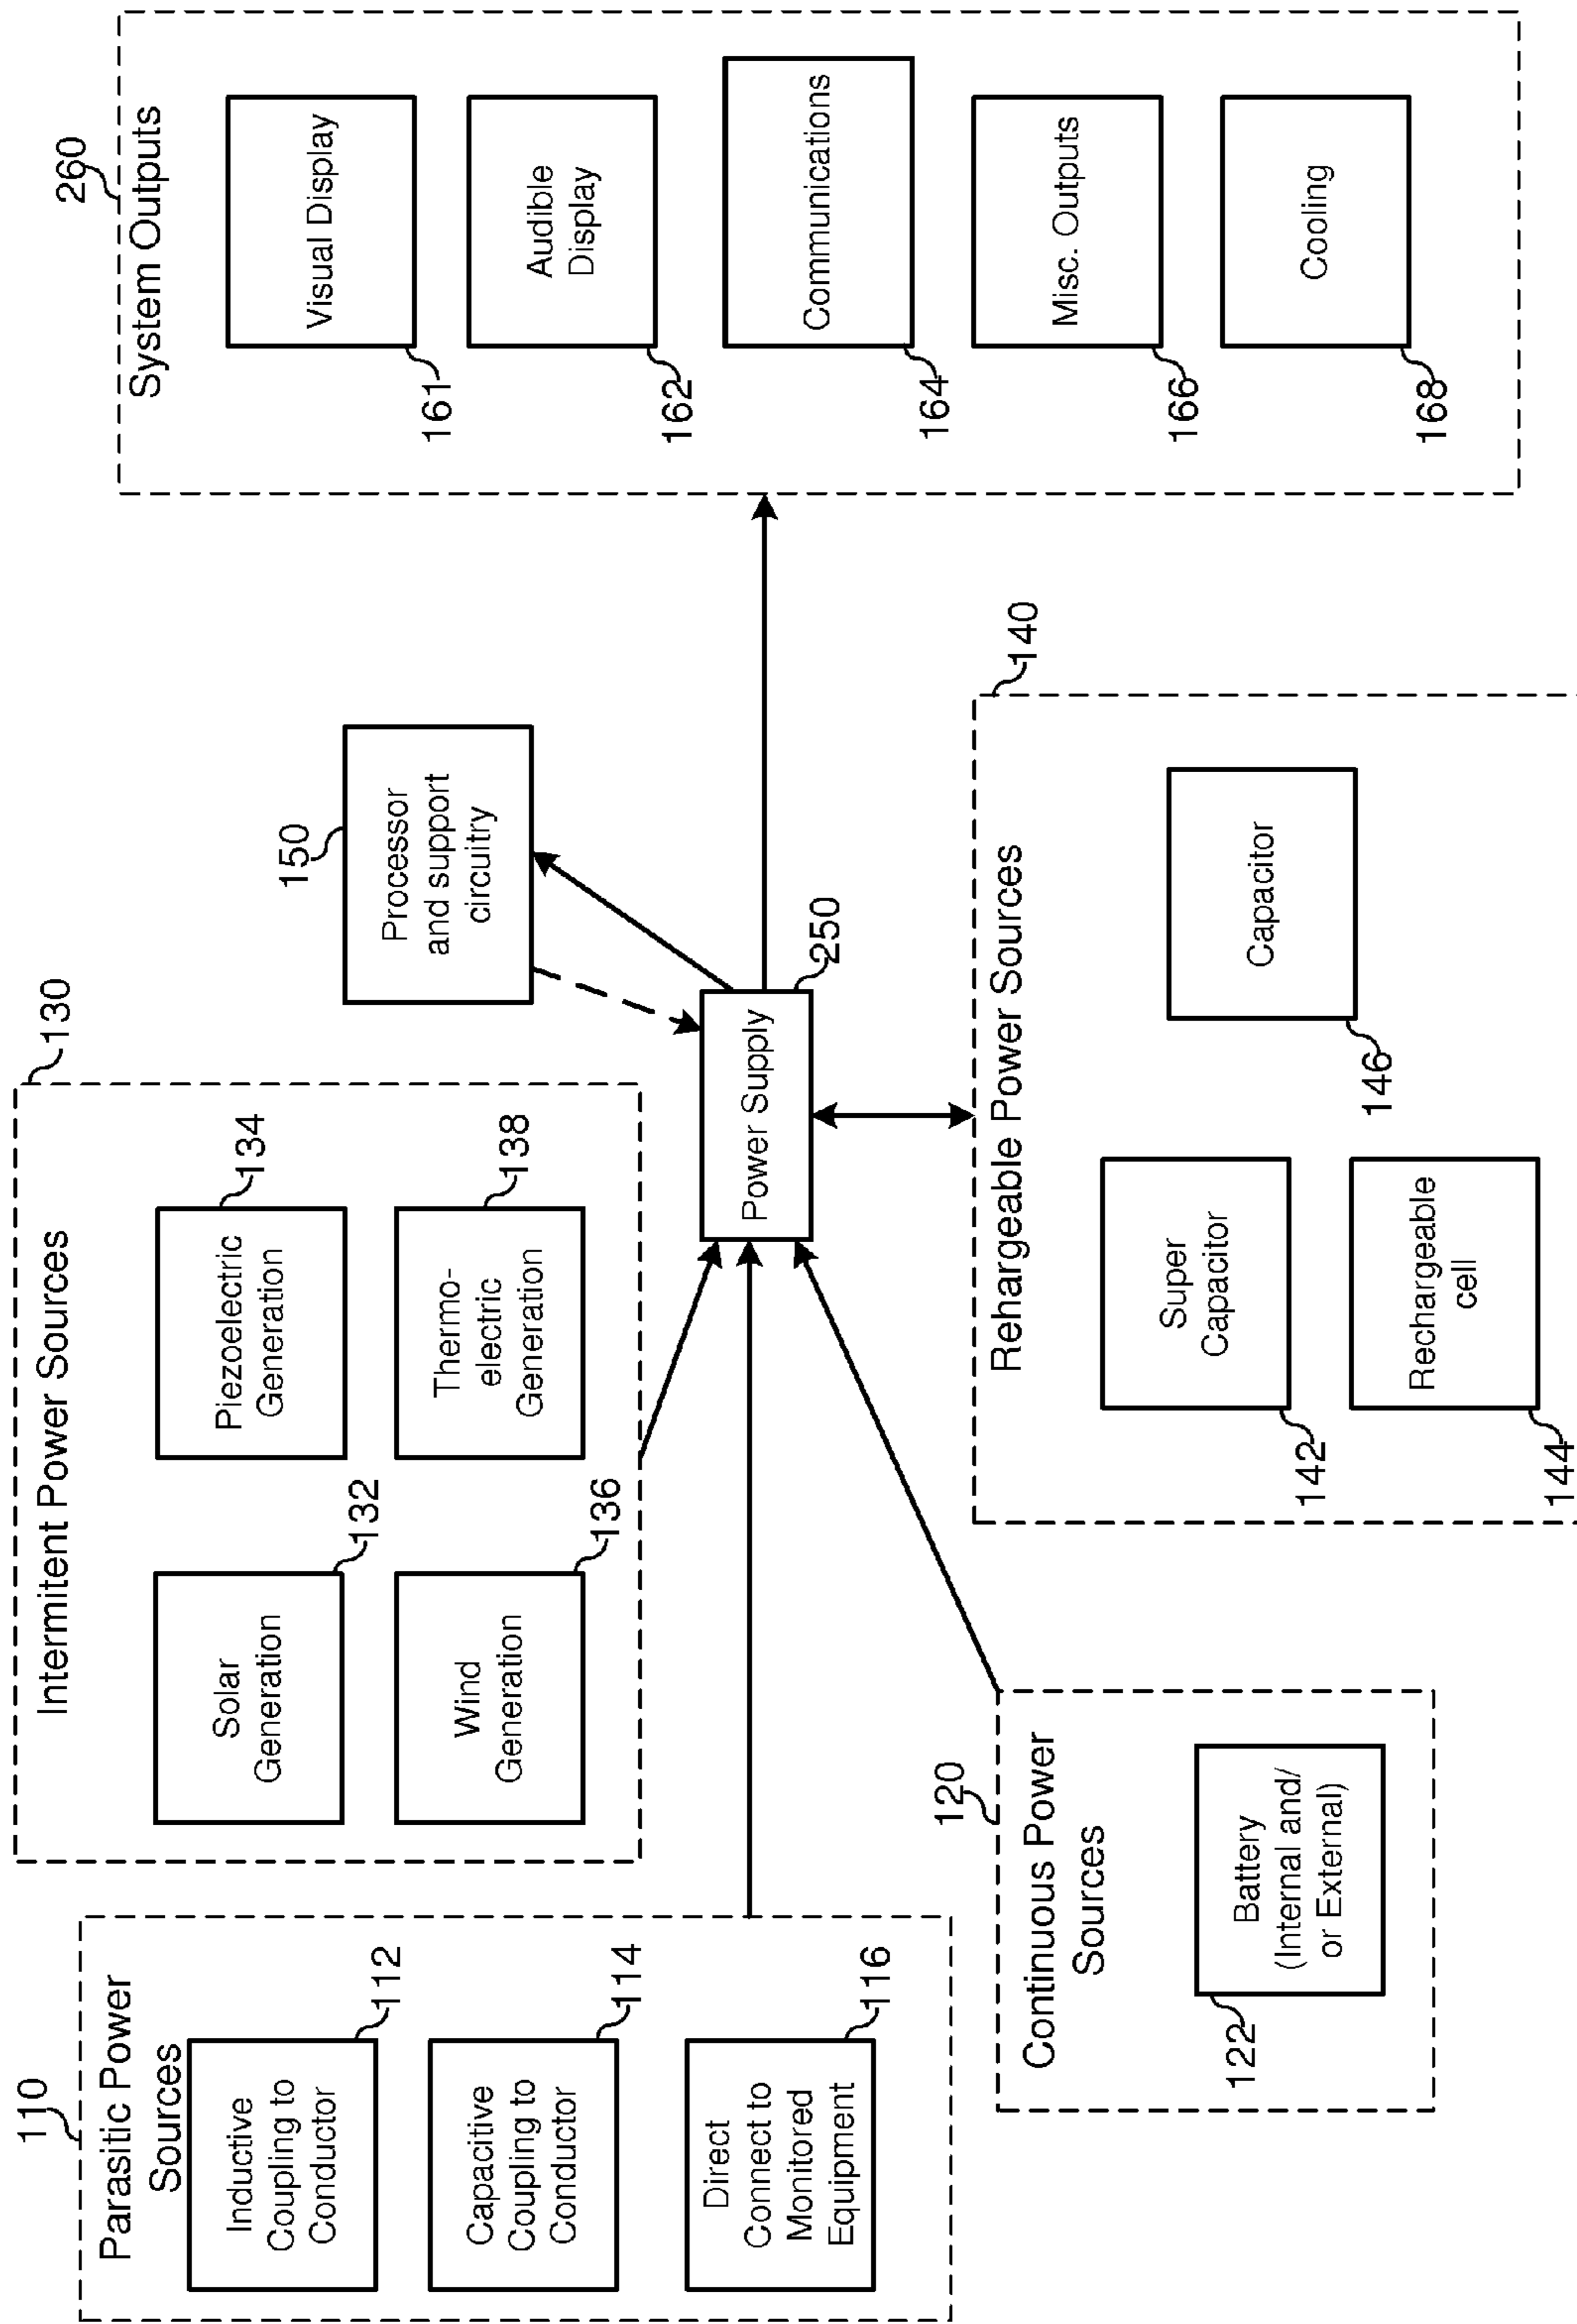 110
Parasitic Power
Sources
Inductive
Coupling to
Conductor
112
Capacitive
Coupling to
Conductor
114
Direct
Connect to
Monitored
Equipment
116
130
Intermitent Power Sources
Solar
Generation
132
Piezoelectric
Generation
134
Wind
Generation
136
Thermo-
electric
Generation
138
120
Continuous Power
Sources
Battery
(Internal and/
or External)
122
150
Processor
and support
circuitry
Power Supply
250
140
Rehargeable Power Sources
Super
Capacitor
142
Rechargeable
cell
144
Capacitor
146
260
System Outputs
Visual Display
161
Audible
Display
162
Communications
164
Misc. Outputs
166
Cooling
168